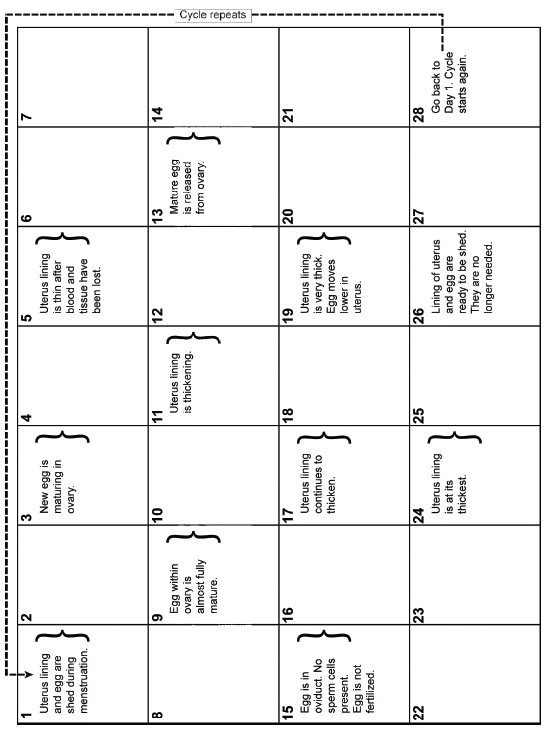 Cycle repeats
1
Uterus lining
and egg are
shed during
menstruation.
2
3
New egg is
maturing in
ovary.
4
5
Uterus lining
is thin after
blood and
tissue have
been lost.
6
7
8
9
Egg within
ovary is
almost fully
mature.
10
11
Uterus lining
is thickening.
12
13
Mature egg
is released
from ovary.
14
15
Egg is in
oviduct. No
sperm cells
present.
Egg is not
fertilized.
16
17
Uterus lining
continues to
thicken.
18
19
Uterus lining
is very thick.
Egg moves
lower in
uterus.
20
21
22
23
24
Uterus lining
is at its
thickest.
25
26
Lining of uterus
and egg are
ready to be shed.
They are no
longer needed.
27
28
Go back to
Day 1. Cycle
starts again.